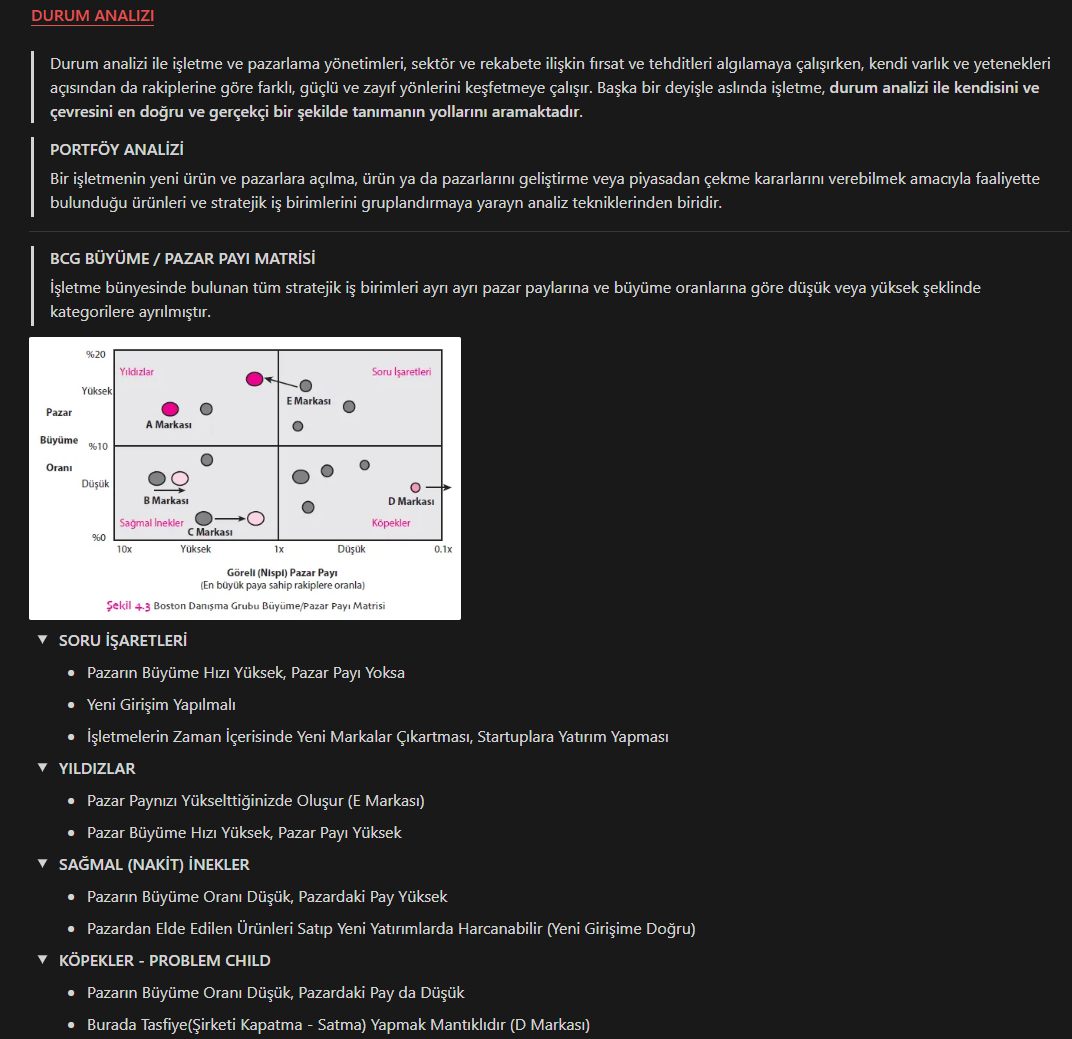 DURUM ANALIZI
Durum analizi ile işletme ve pazarlama yönetimleri, sektör ve rekabete ilişkin fırsat ve tehditleri algılamaya çalışırken, kendi varlık ve yetenekleri
açısından da rakiplerine göre farklı, güçlü ve zayıf yönlerini keşfetmeye çalışır. Başka bir deyişle aslında işletme, durum analizi ile kendisini ve
çevresini en doğru ve gerçekçi bir şekilde tanımanın yollarını aramaktadır.
PORTFÖY ANALİZİ
Bir işletmenin yeni ürün ve pazarlara açılma, ürün ya da pazarlarını geliştirme veya piyasadan çekme kararlarını verebilmek amacıyla faaliyette
bulunduğu ürünleri ve stratejik iş birimlerini gruplandırmaya yarayn analiz tekniklerinden biridir.
BCG BÜYÜME / PAZAR PAYI MATRİSİ
İşletme bünyesinde bulunan tüm stratejik iş birimleri ayrı ayrı pazar paylarına ve büyüme oranlarına göre düşük veya yüksek şeklinde
kategorilere ayrılmıştır.
%20
Yıldızlar
Soru İşaretleri
Yüksek
E Markası
Pazar
A Markası
Büyüme
%10
Oranı
Düşük
B Markası
D Markası
Sağmal İnekler
C Markası
Köpekler
%0
10x
Yüksek
1x
Düşük
0.1x
Göreli (Nispi) Pazar Payı
(En büyük paya sahip rakiplere oranla)
Şekil 4.3 Boston Danışma Grubu Büyüme/Pazar Payı Matrisi
SORU İŞARETLERİ
Pazarın Büyüme Hızı Yüksek, Pazar Payı Yoksa
Yeni Girişim Yapılmalı
İşletmelerin Zaman İçerisinde Yeni Markalar Çıkartması, Startuplara Yatırım Yapması
YILDIZLAR
Pazar Paynızı Yükselttiğinizde Oluşur (E Markası)
Pazar Büyüme Hızı Yüksek, Pazar Payı Yüksek
SAĞMAL (NAKİT) İNEKLER
Pazarın Büyüme Oranı Düşük, Pazardaki Pay Yüksek
Pazardan Elde Edilen Ürünleri Satıp Yeni Yatırımlarda Harcanabilir (Yeni Girişime Doğru)
KÖPEKLER - PROBLEM CHILD
Pazarın Büyüme Oranı Düşük, Pazardaki Pay da Düşük
Burada Tasfiye(Şirketi Kapatma - Satma) Yapmak Mantıklıdır (D Markası)